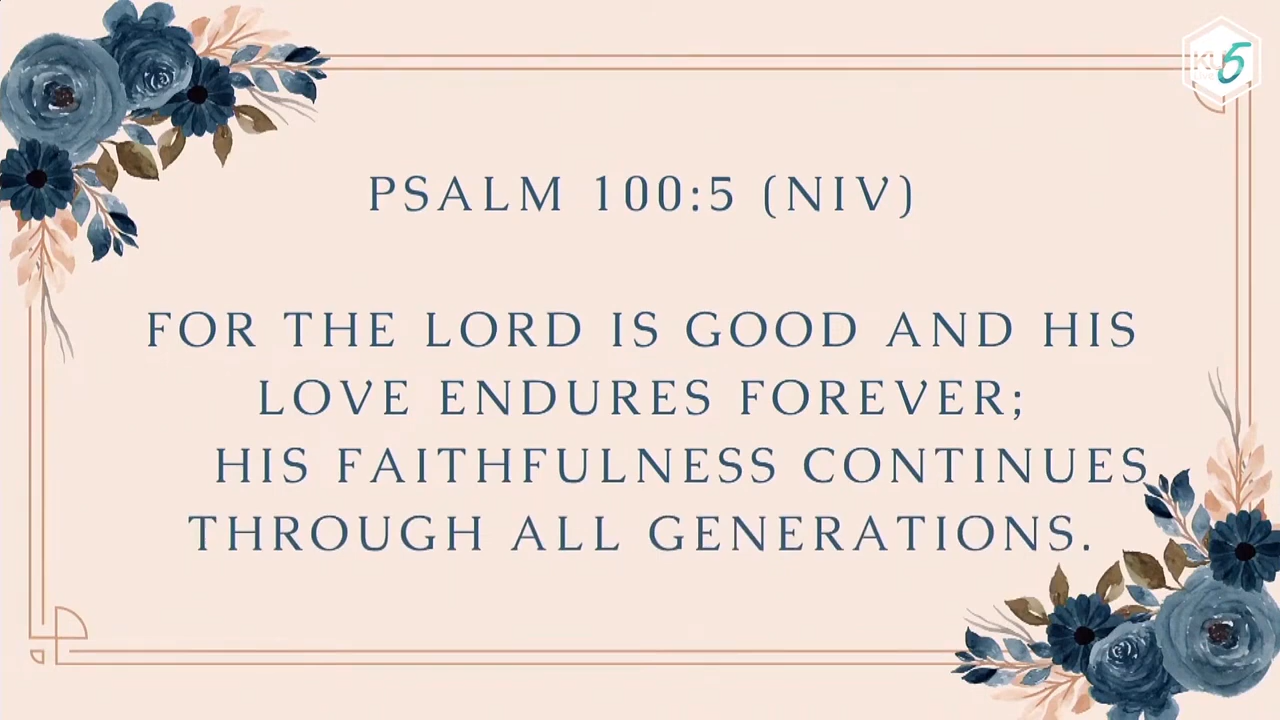 KU5
PSALM 100:5 (NIV)
FOR THE LORD IS GOOD AND HIS
LOVE ENDURES FOREVER;
HIS FAITHFULNESS CONTINUES
THROUGH ALL GENERATIONS.